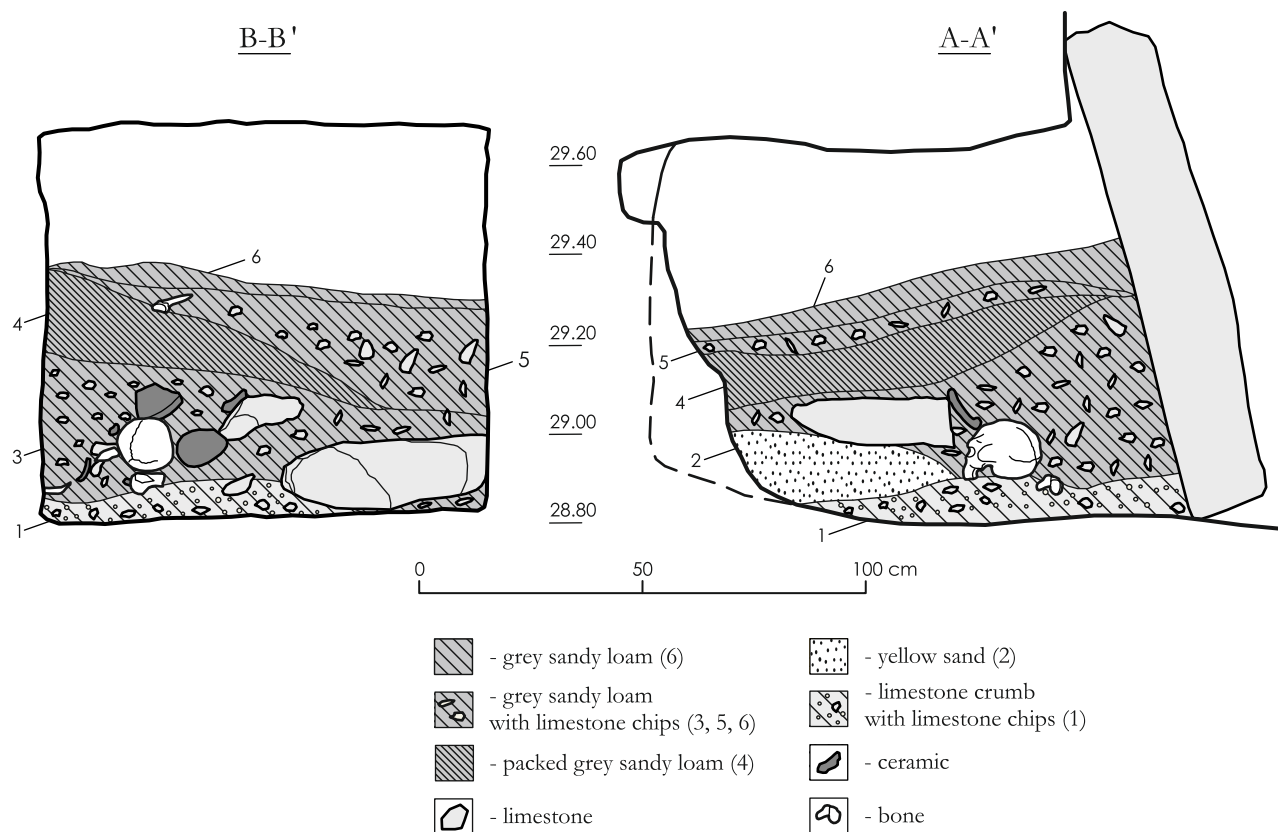 B-B'
A-A'
29.60
29.40
29.20
29.00
28.80
6
4
5
3
1
6
5
4
2
1
0
50
100 cm
- grey sandy loam (6)
- grey sandy loam
with limestone chips (3, 5, 6)
- packed grey sandy loam (4)
- limestone
- yellow sand (2)
- limestone crumb
with limestone chips (1)
- ceramic
- bone